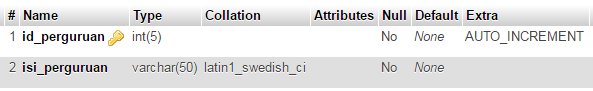 # Name Type Collation Attributes Null Default Extra
1 id_perguruan int(5) No None AUTO_INCREMENT
2 isi_perguruan varchar(50) latin1_swedish_ci No None